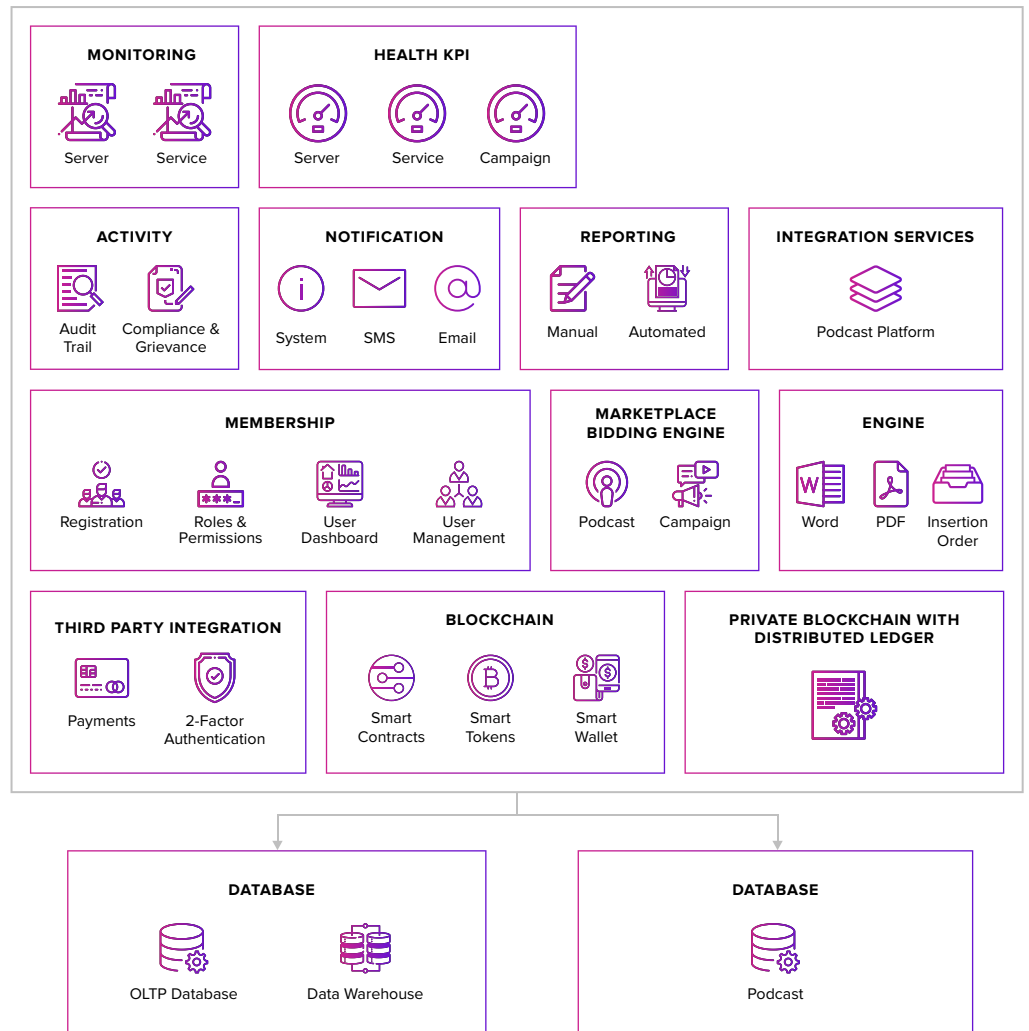 MONITORING
Server
Service
HEALTH KPI
Server
Service
Campaign
ACTIVITY
Audit
Trail
Compliance &
Grievance
NOTIFICATION
i
System
SMS
@
Email
REPORTING
Manual
Automated
INTEGRATION SERVICES
Podcast Platform
MEMBERSHIP
Registration
***_
Roles &
Permissions
User
Dashboard
User
Management
MARKETPLACE
BIDDING ENGINE
Podcast
Campaign
ENGINE
W
Word
PDF
Insertion
Order
THIRD PARTY INTEGRATION
Payments
2-Factor
Authentication
BLOCKCHAIN
Smart
Contracts
B
Smart
Tokens
$
$
Smart
Wallet
PRIVATE BLOCKCHAIN WITH
DISTRIBUTED LEDGER
DATABASE
OLTP Database
Data Warehouse
DATABASE
Podcast